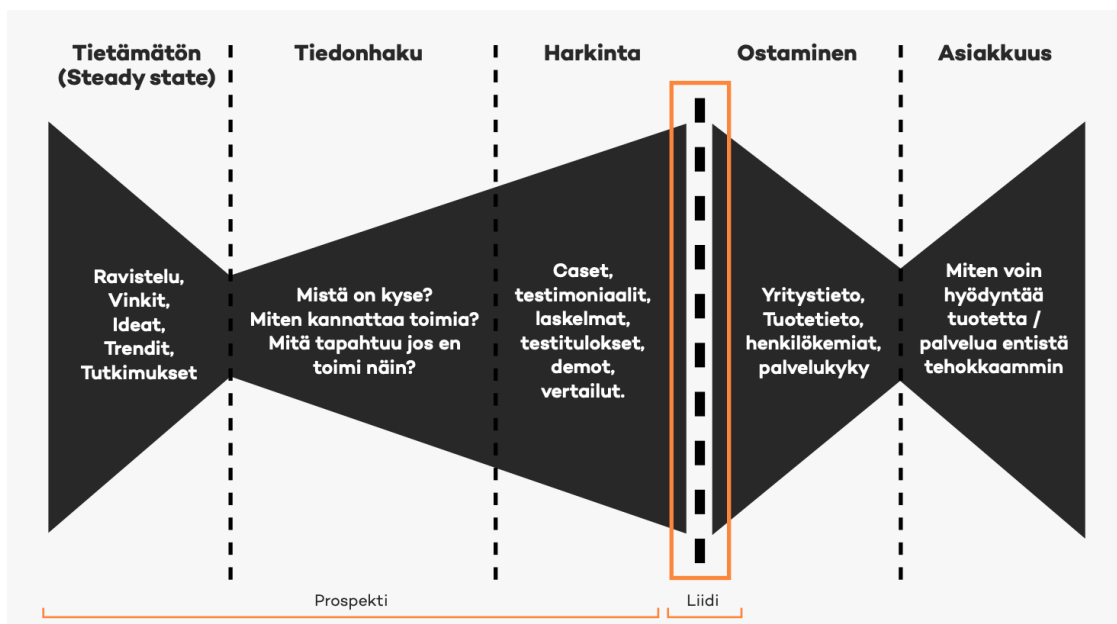 Tietämätön
(Steady state)
Tiedonhaku
Harkinta
Ostaminen
Asiakkuus
Ravistelu,
Vinkit,
Ideat,
Trendit,
Tutkimukset
Mistä on kyse?
Miten kannattaa toimia?
Mitä tapahtuu jos en
toimi näin?
Caset,
testimoniaalit,
laskelmat,
testitulokset,
demot,
vertailut.
Yritystieto,
Tuotetieto,
henkilökemiat,
palvelukyky
Miten voin
hyödyntää
tuotetta /
palvelua entistä
tehokkaammin
Prospekti
Liidi